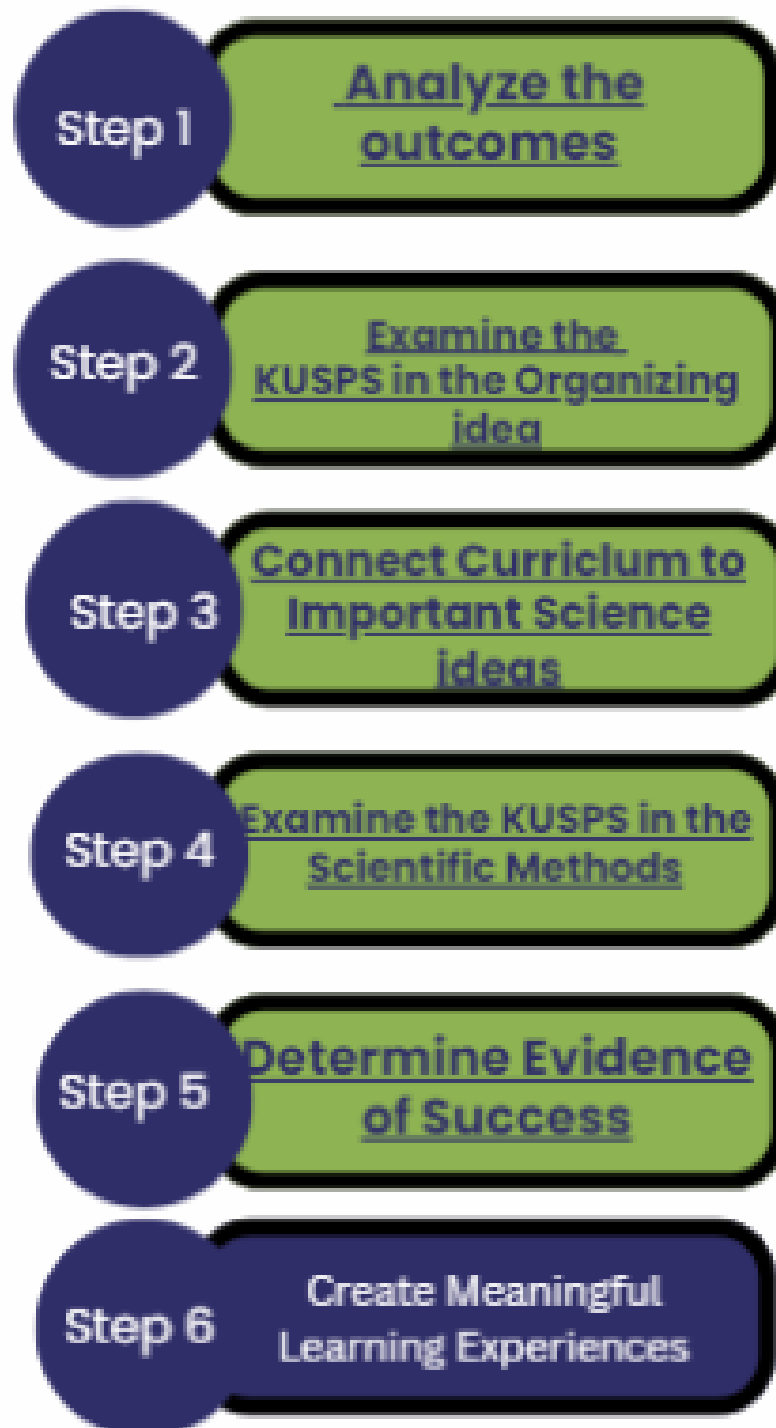 Step 1
Analyze the
outcomes
Step 2
Examine the
KUSPS in the Organizing
idea
Step 3
Connect Curriclum to
Important Science
ideas
Step 4
Examine the KUSPS in the
Scientific Methods
Step 5
Determine Evidence
of Success
Step 6
Create Meaningful
Learning Experiences